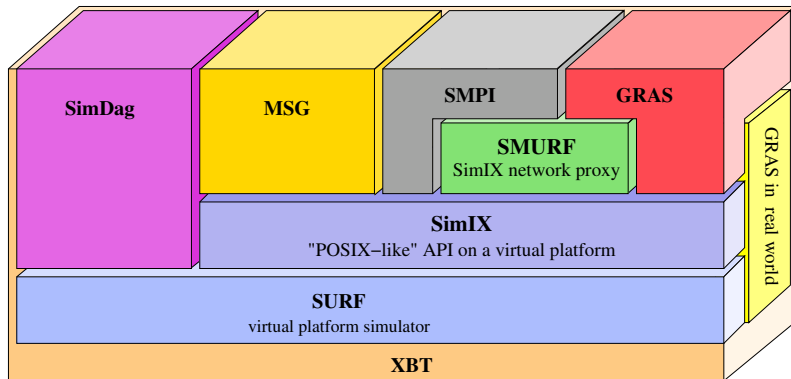 SimDag
MSG
SMPI
GRAS
SMURF
SimIX network proxy
GRAS in real world
SimIX
"POSIX−like" API on a virtual platform
SURF
virtual platform simulator
XBT